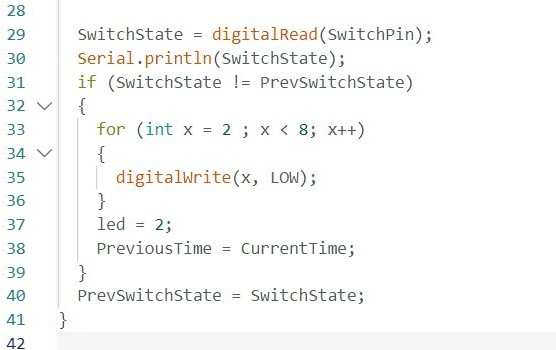 28
29 SwitchState = digitalRead(SwitchPin);
30 Serial.println(SwitchState);
31 if (SwitchState != PrevSwitchState)
32 {
33 for (int x = 2 ; x < 8; x++)
34 {
35 digitalWrite(x, LOW);
36 }
37 led = 2;
38 PreviousTime = CurrentTime;
39 }
40 PrevSwitchState = SwitchState;
41 }
42